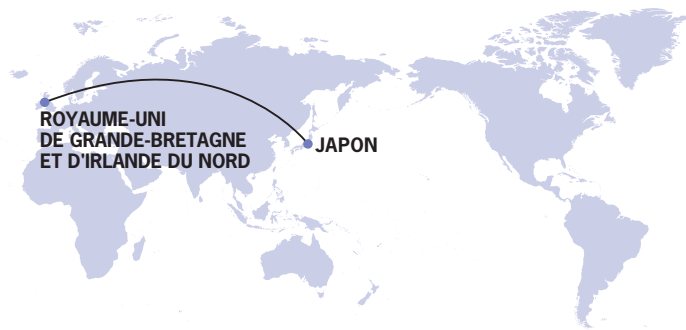 ROYAUME-UNI
DE GRANDE-BRETAGNE
ET D'IRLANDE DU NORD
JAPON